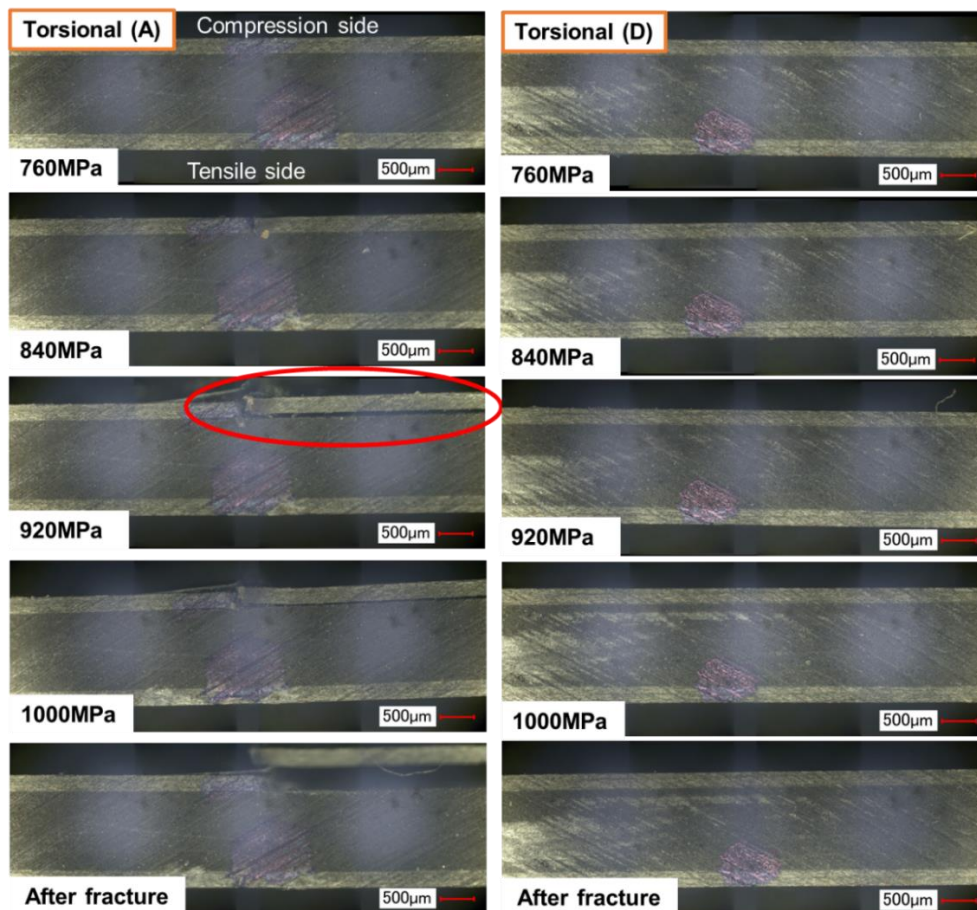 Torsional (A)
Compression side
Tensile side
760MPa
500μm
840MPa
500μm
920MPa
500μm
1000MPa
500μm
After fracture
500μm
Torsional (D)
760MPa
500μm
840MPa
500μm
920MPa
500μm
1000MPa
500μm
After fracture
500μm